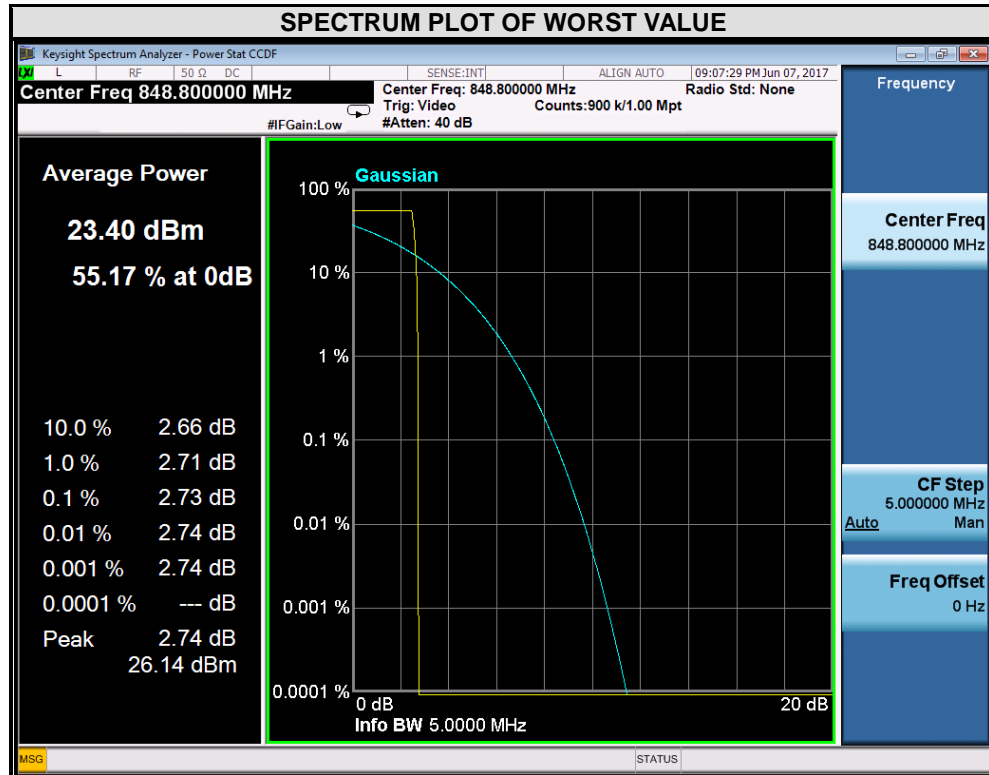 SPECTRUM PLOT OF WORST VALUE
Keysight Spectrum Analyzer - Power Stat CCDF
LXI L RF 50 Ω DC SENSE:INT ALIGN AUTO 09:07:29 PM Jun 07, 2017
Center Freq 848.800000 MHz
Center Freq: 848.800000 MHz Radio Std: None
Trig: Video Counts:900 k/1.00 Mpt
#IFGain:Low #Atten: 40 dB
Average Power
23.40 dBm
55.17 % at 0dB
10.0 % 2.66 dB
1.0 % 2.71 dB
0.1 % 2.73 dB
0.01 % 2.74 dB
0.001 % 2.74 dB
0.0001 % --- dB
Peak 2.74 dB
26.14 dBm
Gaussian
100 %
10 %
1 %
0.1 %
0.01 %
0.001 %
0.0001 %
0 dB 20 dB
Info BW 5.0000 MHz
Frequency
Center Freq
848.800000 MHz
CF Step
5.000000 MHz
Auto Man
Freq Offset
0 Hz
MSG STATUS